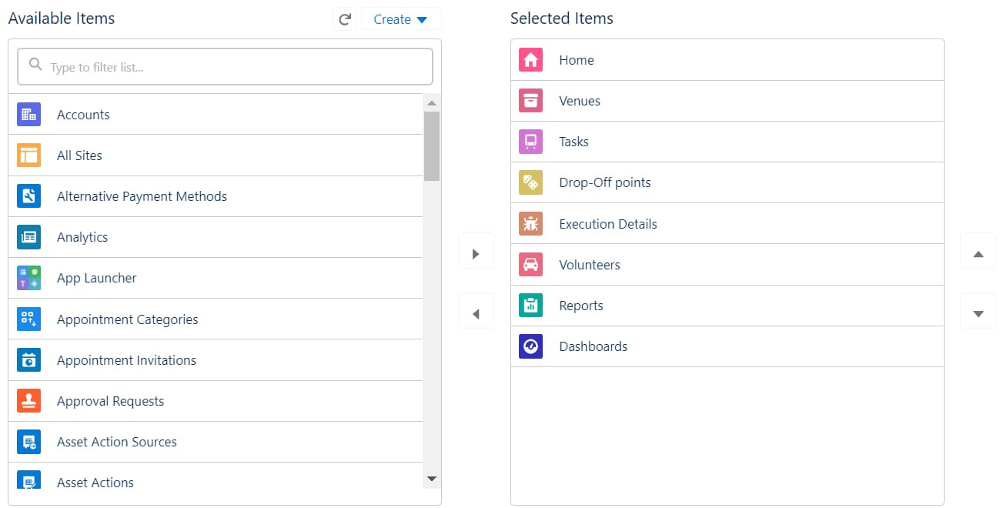 Available Items
Create
Type to filter list...
Accounts
All Sites
Alternative Payment Methods
Analytics
App Launcher
Appointment Categories
Appointment Invitations
Approval Requests
Asset Action Sources
Asset Actions
Selected Items
Home
Venues
Tasks
Drop-Off points
Execution Details
Volunteers
Reports
Dashboards